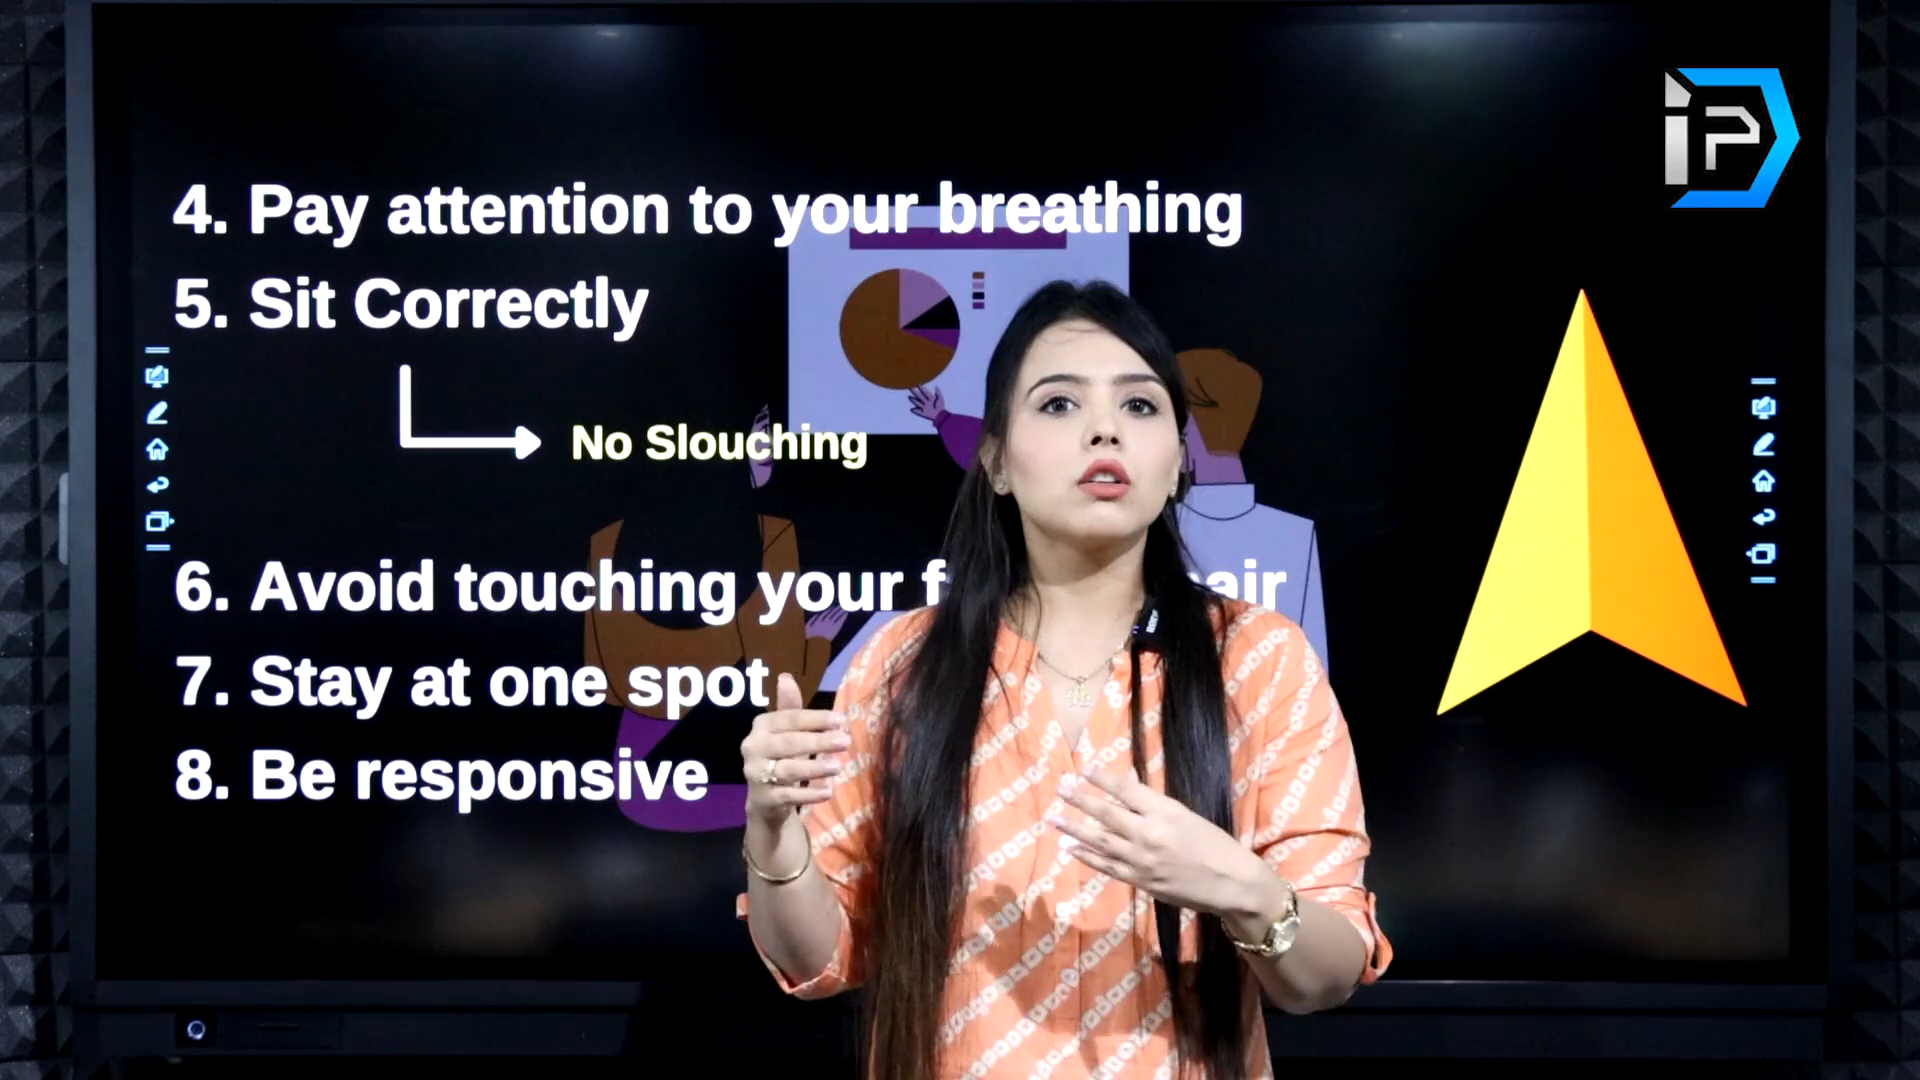 4. Pay attention to your breathing
5. Sit Correctly
No Slouching
6. Avoid touching your
7. Stay at one spot
8. Be responsive